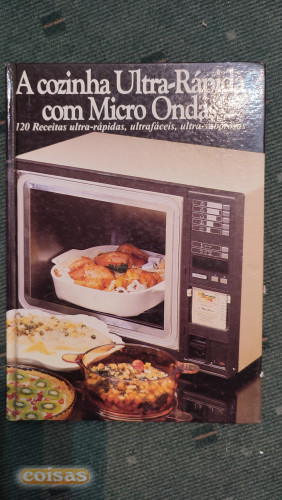 A cozinha Ultra-Rápida
com Micro Ondas
120 Receitas ultra-rápidas, ultrafáceis, ultra-saborosas
coisas